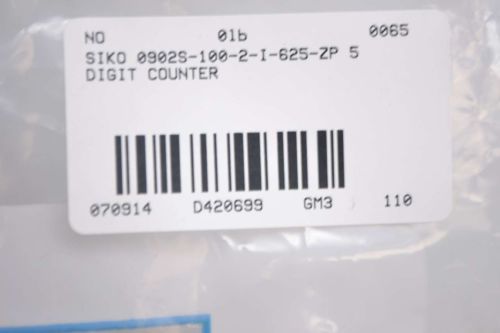 NO 01b 0065
SIKO 0902S-100-2-I-625-ZP 5
DIGIT COUNTER
070914 D420699 GM3 110